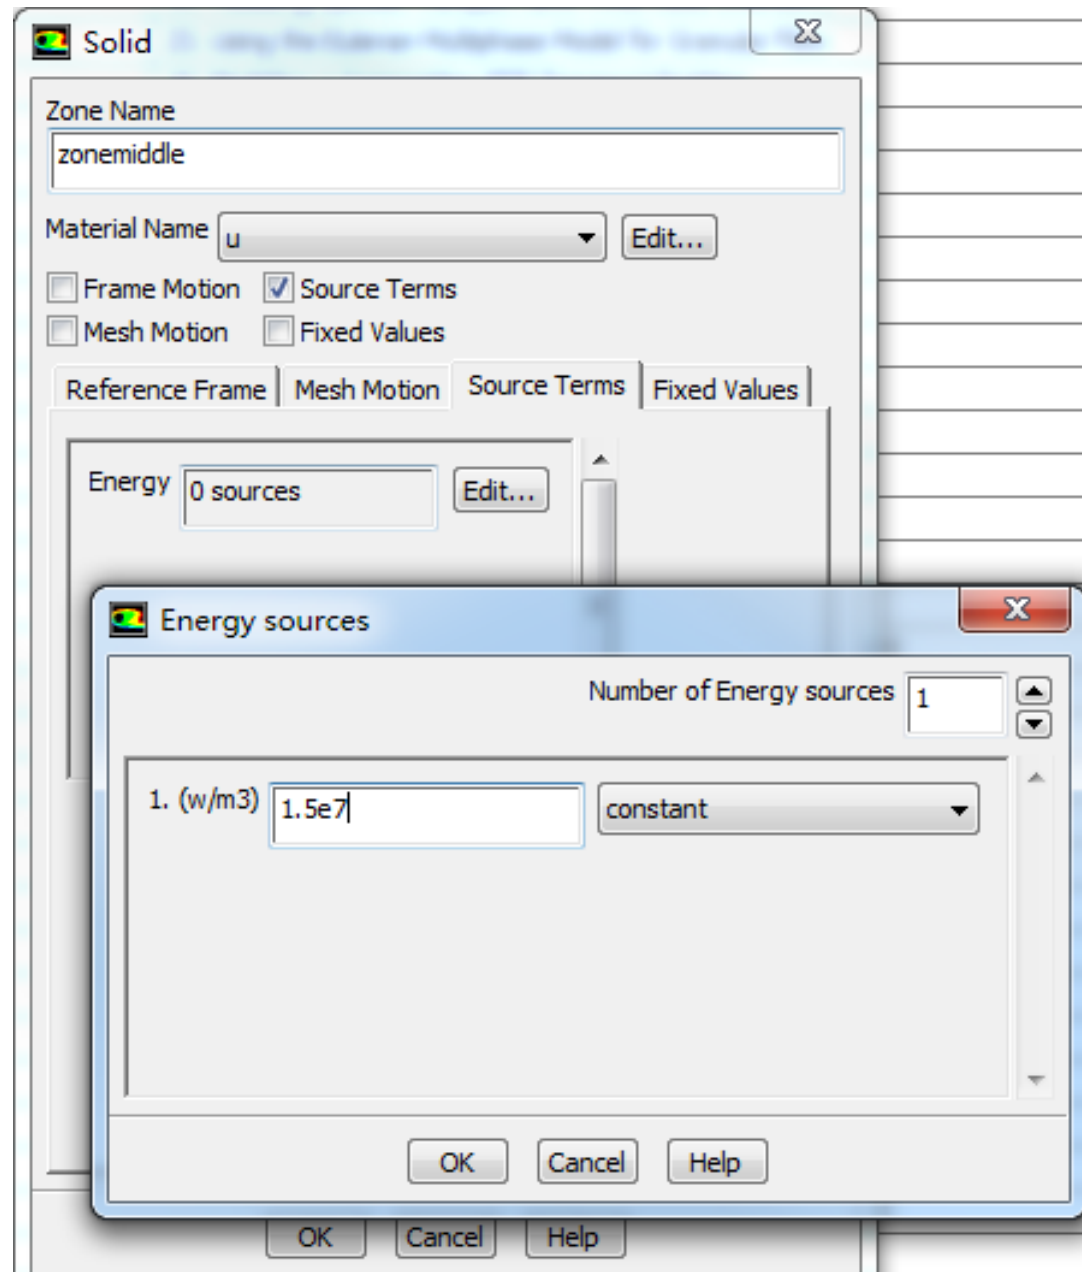 Solid
Zone Name
zonemiddle
Material Name u Edit...
Frame Motion Source Terms
Mesh Motion Fixed Values
Reference Frame Mesh Motion Source Terms Fixed Values
Energy 0 sources Edit...
Energy sources
Number of Energy sources 1
1. (w/m3) 1.5e7 constant
OK Cancel Help
OK Cancel Help